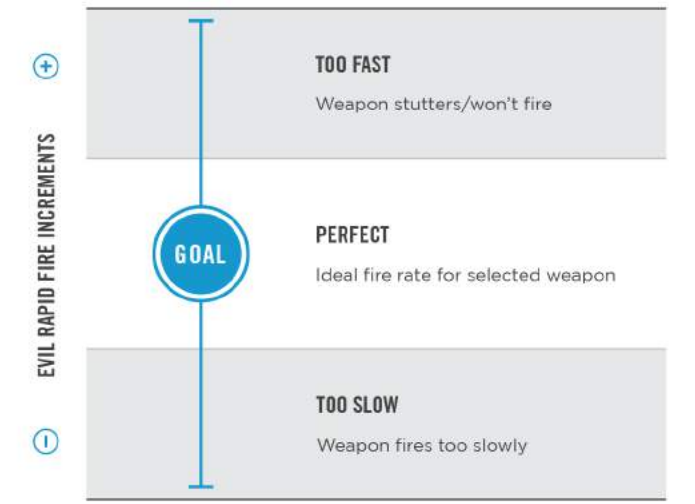 +
TOO FAST
Weapon stutters/won't fire
EVIL RAPID FIRE INCREMENTS
GOAL
PERFECT
Ideal fire rate for selected weapon
TOO SLOW
Weapon fires too slowly
−